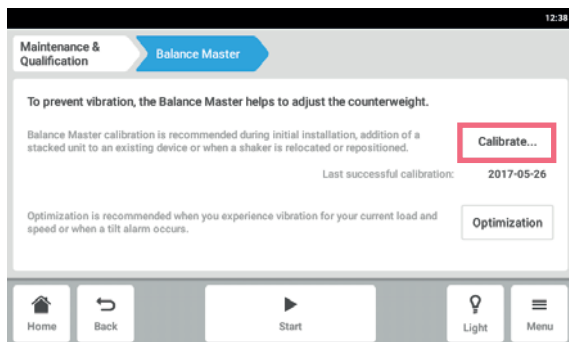 12:38
Maintenance &
Qualification
Balance Master
To prevent vibration, the Balance Master helps to adjust the counterweight.
Balance Master calibration is recommended during initial installation, addition of a
stacked unit to an existing device or when a shaker is relocated or repositioned.
Calibrate...
Last successful calibration: 2017-05-26
Optimization is recommended when you experience vibration for your current load and
speed or when a tilt alarm occurs.
Optimization
Home
Back
Start
Light
Menu